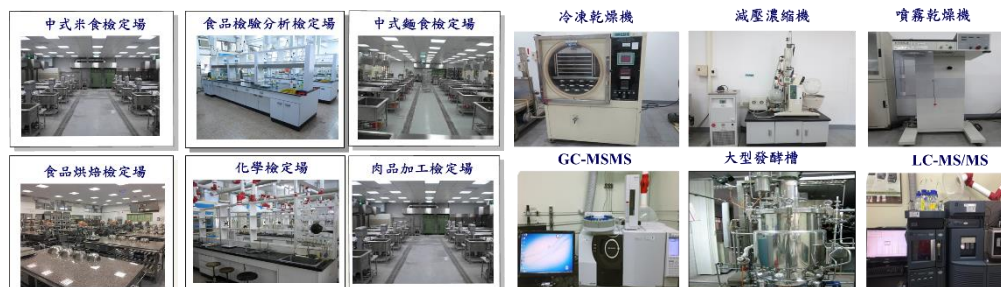 中式米食檢定場
食品檢驗分析檢定場
中式麵食檢定場
冷凍乾燥機
減壓濃縮機
噴霧乾燥機
食品烘焙檢定場
化學檢定場
肉品加工檢定場
GC-MSMS
大型發酵槽
LC-MS/MS